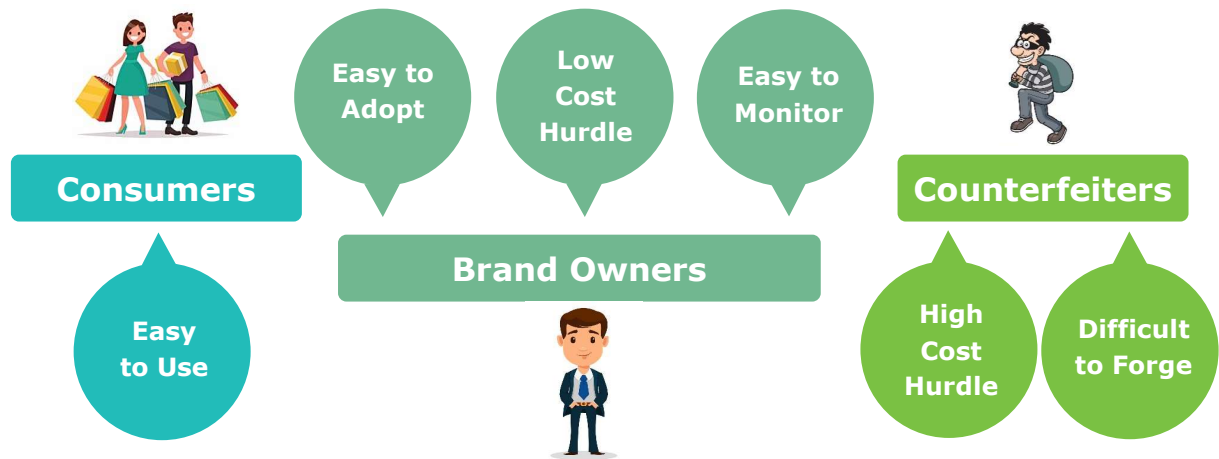 Easy to
Adopt
Low
Cost
Hurdle
Easy to
Monitor
Consumers
Counterfeiters
Brand Owners
Easy
to Use
High
Cost
Hurdle
Difficult
to Forge